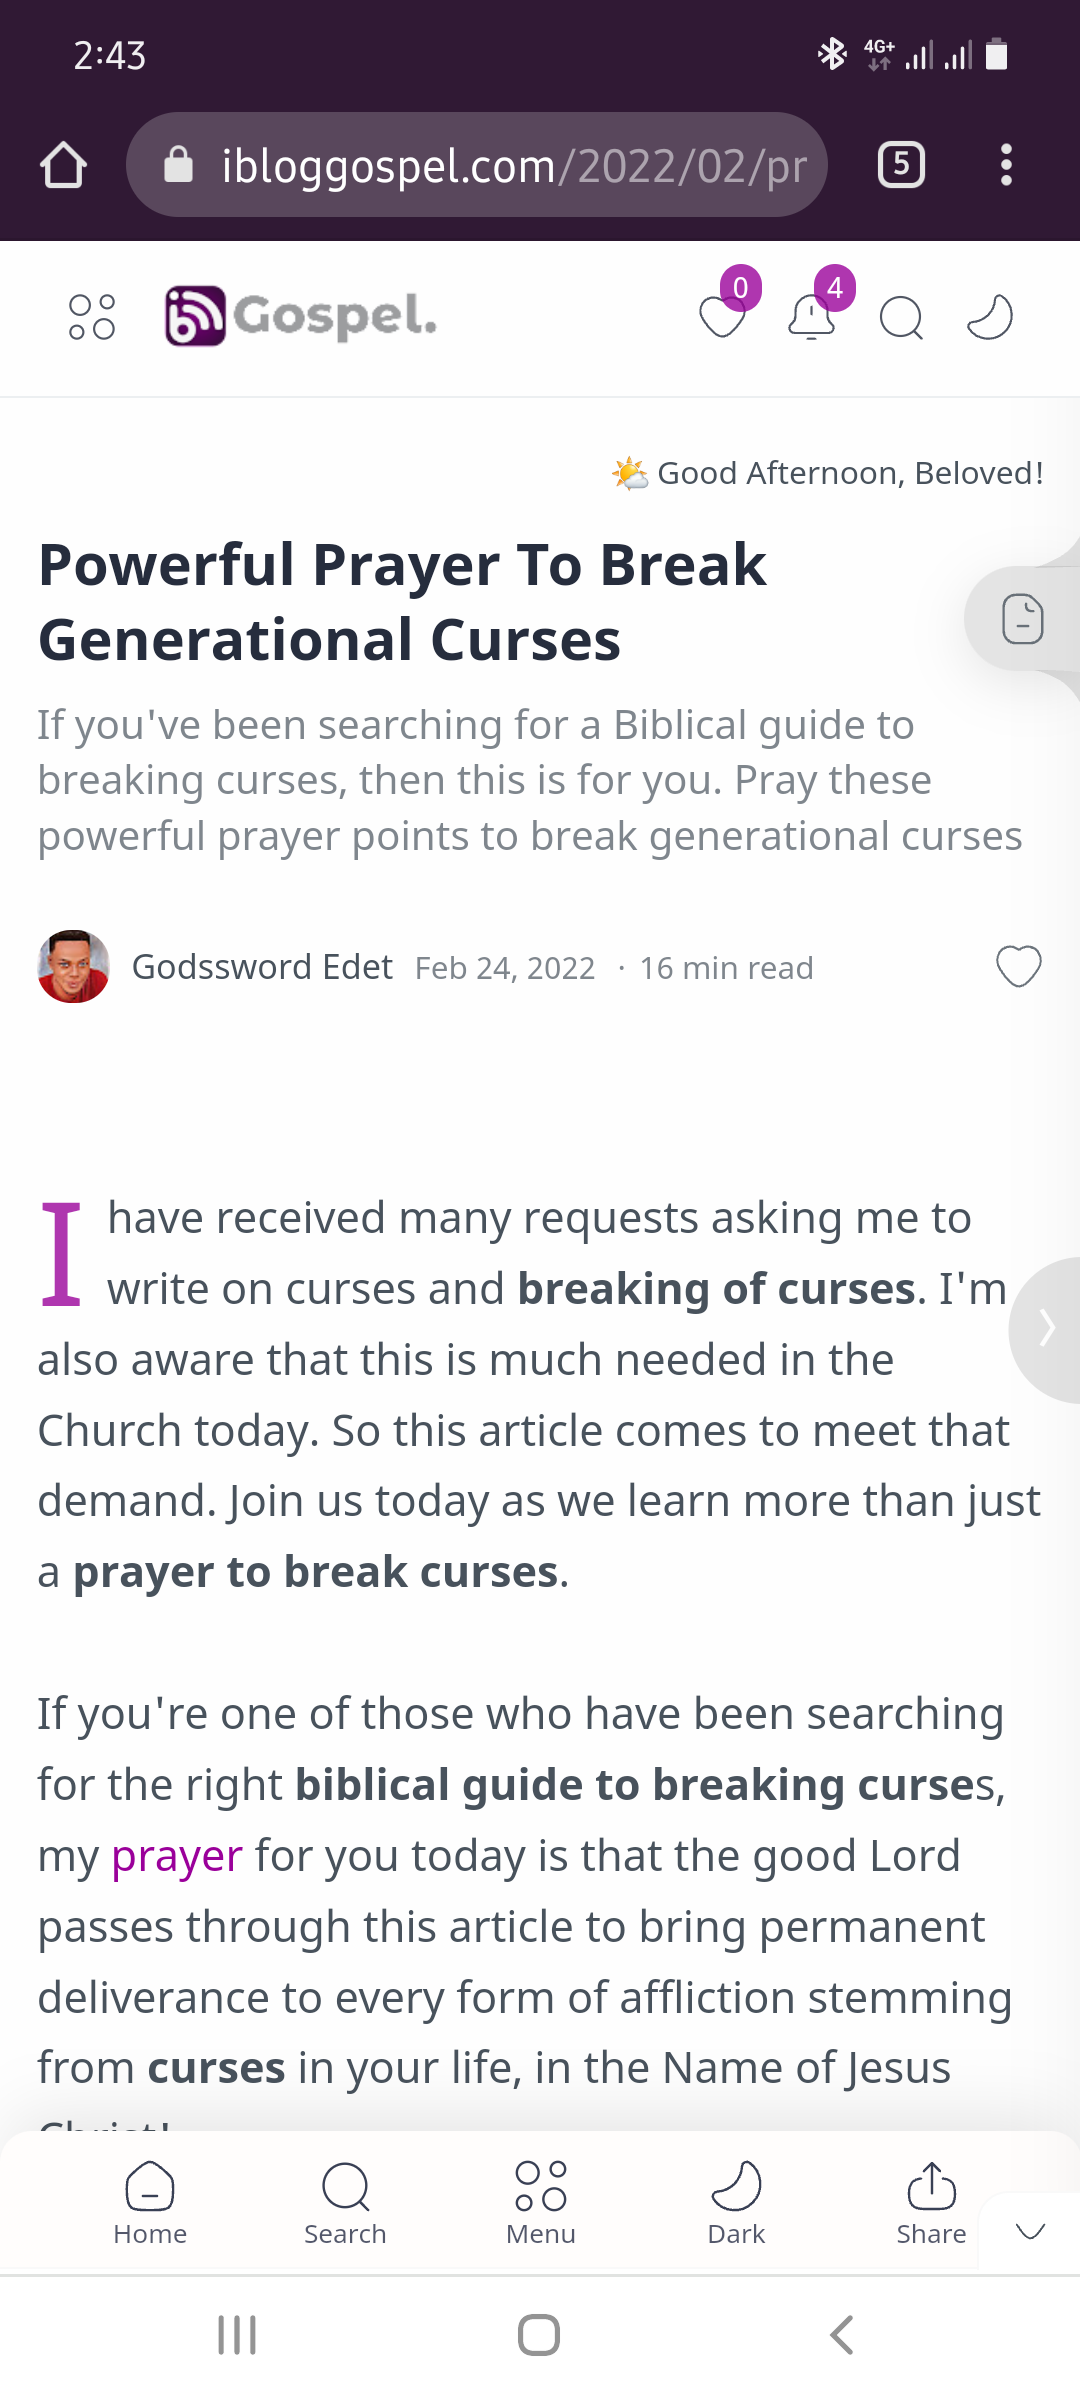 2:43
4G+
ibloggospel.com/2022/02/pr
5
Gospel.
0
4
🌤️ Good Afternoon, Beloved!
Powerful Prayer To Break
Generational Curses
If you've been searching for a Biblical guide to
breaking curses, then this is for you. Pray these
powerful prayer points to break generational curses
Godssword Edet Feb 24, 2022 · 16 min read
I have received many requests asking me to
write on curses and breaking of curses. I'm
also aware that this is much needed in the
Church today. So this article comes to meet that
demand. Join us today as we learn more than just
a prayer to break curses.
If you're one of those who have been searching
for the right biblical guide to breaking curses,
my prayer for you today is that the good Lord
passes through this article to bring permanent
deliverance to every form of affliction stemming
from curses in your life, in the Name of Jesus
Christ!
Home
Search
Menu
Dark
Share